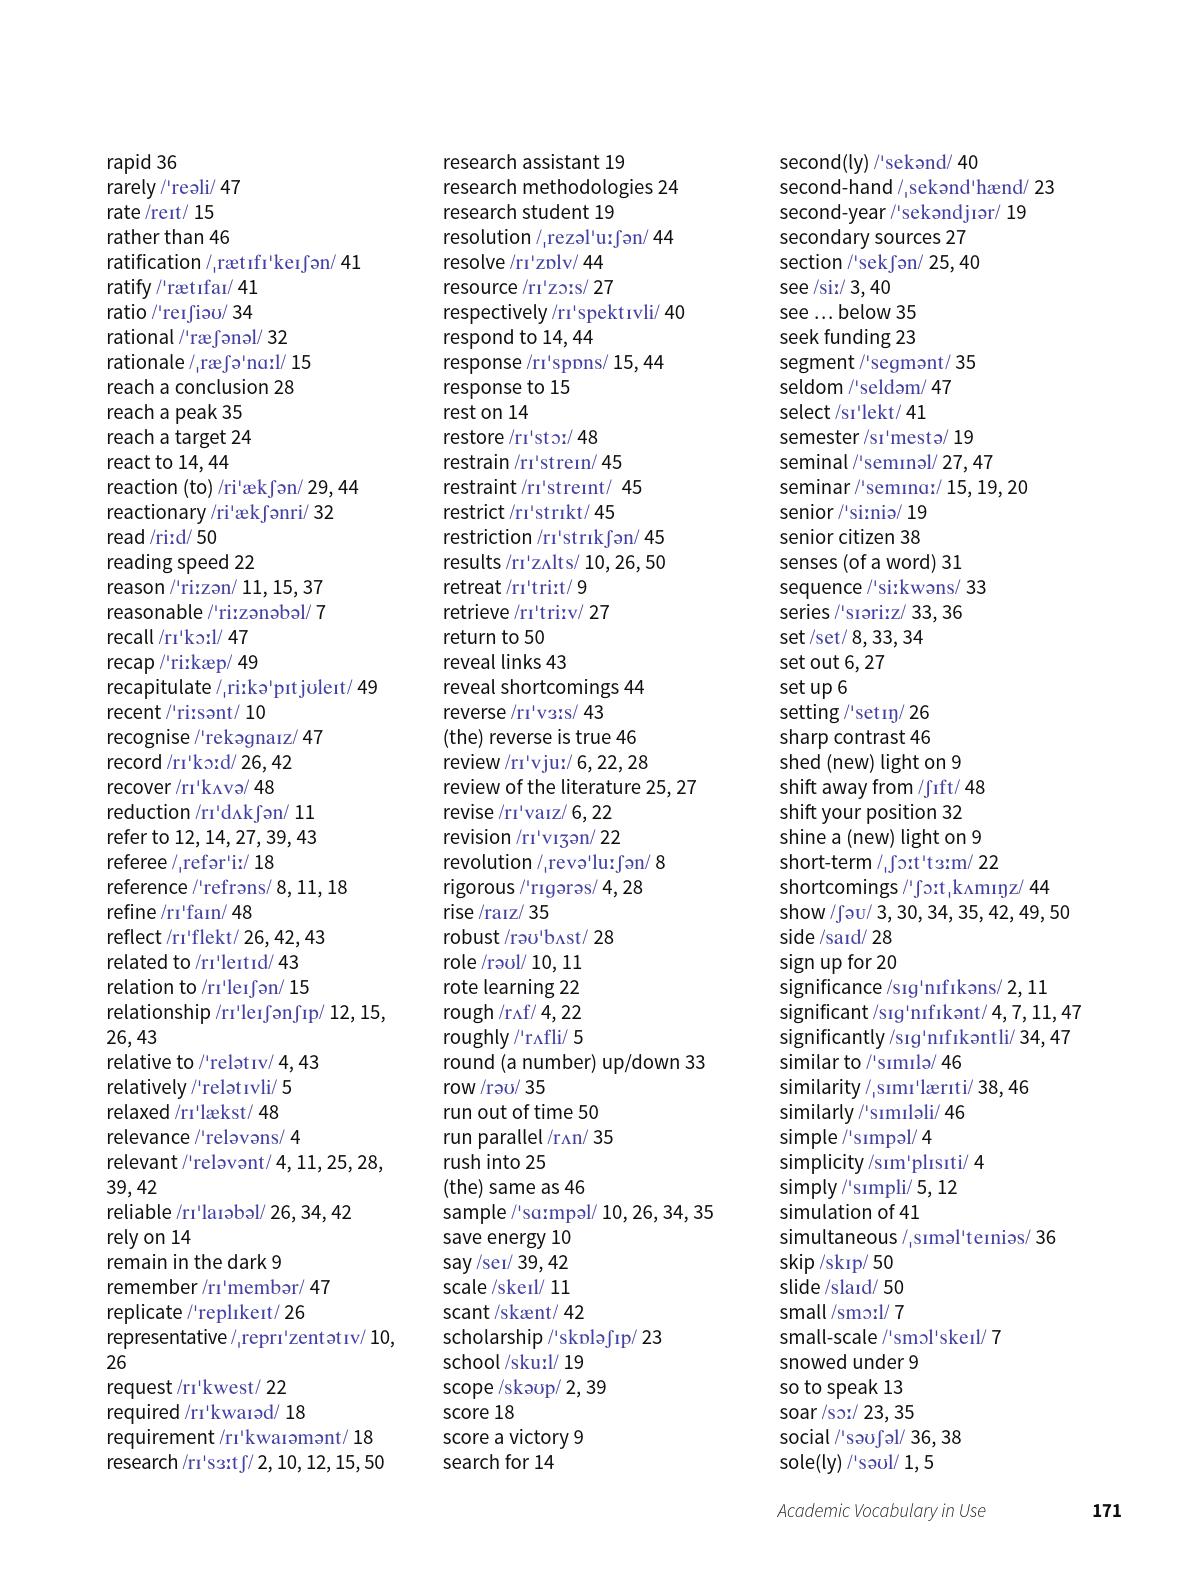 rapid 36
rarely /ˈreəli/ 47
rate /reɪt/ 15
rather than 46
ratification /ˌrætɪfɪˈkeɪʃən/ 41
ratify /ˈrætɪfaɪ/ 41
ratio /ˈreɪʃiəʊ/ 34
rational /ˈræʃənəl/ 32
rationale /ˌræʃəˈnɑːl/ 15
reach a conclusion 28
reach a peak 35
reach a target 24
react to 14, 44
reaction (to) /riˈækʃən/ 29, 44
reactionary /riˈækʃənri/ 32
read /riːd/ 50
reading speed 22
reason /ˈriːzən/ 11, 15, 37
reasonable /ˈriːzənəbəl/ 7
recall /rɪˈkɔːl/ 47
recap /ˈriːkæp/ 49
recapitulate /ˌriːkəˈpɪtjʊleɪt/ 49
recent /ˈriːsənt/ 10
recognise /ˈrekəgnaɪz/ 47
record /rɪˈkɔːd/ 26, 42
recover /rɪˈkʌvə/ 48
reduction /rɪˈdʌkʃən/ 11
refer to 12, 14, 27, 39, 43
referee /ˌrefərˈiː/ 18
reference /ˈrefrəns/ 8, 11, 18
refine /rɪˈfaɪn/ 48
reflect /rɪˈflekt/ 26, 42, 43
related to /rɪˈleɪtɪd/ 43
relation to /rɪˈleɪʃən/ 15
relationship /rɪˈleɪʃənʃɪp/ 12, 15,
26, 43
relative to /ˈrelətɪv/ 4, 43
relatively /ˈrelətɪvli/ 5
relaxed /rɪˈlækst/ 48
relevance /ˈreləvəns/ 4
relevant /ˈreləvənt/ 4, 11, 25, 28,
39, 42
reliable /rɪˈlaɪəbəl/ 26, 34, 42
rely on 14
remain in the dark 9
remember /rɪˈmembər/ 47
replicate /ˈreplɪkeɪt/ 26
representative /ˌreprɪˈzentətɪv/ 10,
26
request /rɪˈkwest/ 22
required /rɪˈkwaɪəd/ 18
requirement /rɪˈkwaɪəmənt/ 18
research /rɪˈsɜːtʃ/ 2, 10, 12, 15, 50
research assistant 19
research methodologies 24
research student 19
resolution /ˌrezəlˈuːʃən/ 44
resolve /rɪˈzɒlv/ 44
resource /rɪˈzɔːs/ 27
respectively /rɪˈspektɪvli/ 40
respond to 14, 44
response /rɪˈspɒns/ 15, 44
response to 15
rest on 14
restore /rɪˈstɔː/ 48
restrain /rɪˈstreɪn/ 45
restraint /rɪˈstreɪnt/ 45
restrict /rɪˈstrɪkt/ 45
restriction /rɪˈstrɪkʃən/ 45
results /rɪˈzʌlts/ 10, 26, 50
retreat /rɪˈtriːt/ 9
retrieve /rɪˈtriːv/ 27
return to 50
reveal links 43
reveal shortcomings 44
reverse /rɪˈvɜːs/ 43
(the) reverse is true 46
review /rɪˈvjuː/ 6, 22, 28
review of the literature 25, 27
revise /rɪˈvaɪz/ 6, 22
revision /rɪˈvɪʒən/ 22
revolution /ˌrevəˈluːʃən/ 8
rigorous /ˈrɪgərəs/ 4, 28
rise /raɪz/ 35
robust /rəʊˈbʌst/ 28
role /rəʊl/ 10, 11
rote learning 22
rough /rʌf/ 4, 22
roughly /ˈrʌfli/ 5
round (a number) up/down 33
row /rəʊ/ 35
run out of time 50
run parallel /rʌn/ 35
rush into 25
(the) same as 46
sample /ˈsɑːmpəl/ 10, 26, 34, 35
save energy 10
say /seɪ/ 39, 42
scale /skeɪl/ 11
scant /skænt/ 42
scholarship /ˈskɒləʃɪp/ 23
school /skuːl/ 19
scope /skəʊp/ 2, 39
score 18
score a victory 9
search for 14
second(ly) /ˈsekənd/ 40
second-hand /ˌsekəndˈhænd/ 23
second-year /ˈsekəndjɪər/ 19
secondary sources 27
section /ˈsekʃən/ 25, 40
see /siː/ 3, 40
see … below 35
seek funding 23
segment /ˈsegmənt/ 35
seldom /ˈseldəm/ 47
select /sɪˈlekt/ 41
semester /sɪˈmestə/ 19
seminal /ˈsemɪnəl/ 27, 47
seminar /ˈsemɪnɑː/ 15, 19, 20
senior /ˈsiːniə/ 19
senior citizen 38
senses (of a word) 31
sequence /ˈsiːkwəns/ 33
series /ˈsɪəriːz/ 33, 36
set /set/ 8, 33, 34
set out 6, 27
set up 6
setting /ˈsetɪŋ/ 26
sharp contrast 46
shed (new) light on 9
shift away from /ʃɪft/ 48
shift your position 32
shine a (new) light on 9
short-term /ˌʃɔːtˈtɜːm/ 22
shortcomings /ˈʃɔːtˌkʌmɪŋz/ 44
show /ʃəʊ/ 3, 30, 34, 35, 42, 49, 50
side /saɪd/ 28
sign up for 20
significance /sɪgˈnɪfɪkəns/ 2, 11
significant /sɪgˈnɪfɪkənt/ 4, 7, 11, 47
significantly /sɪgˈnɪfɪkəntli/ 34, 47
similar to /ˈsɪmɪlə/ 46
similarity /ˌsɪmɪˈlærɪti/ 38, 46
similarly /ˈsɪmɪləli/ 46
simple /ˈsɪmpəl/ 4
simplicity /sɪmˈplɪsɪti/ 4
simply /ˈsɪmpli/ 5, 12
simulation of 41
simultaneous /ˌsɪməlˈteɪniəs/ 36
skip /skɪp/ 50
slide /slaɪd/ 50
small /smɔːl/ 7
small-scale /ˈsmɔlˈskeɪl/ 7
snowed under 9
so to speak 13
soar /sɔː/ 23, 35
social /ˈsəʊʃəl/ 36, 38
sole(ly) /ˈsəʊl/ 1, 5
Academic Vocabulary in Use 171